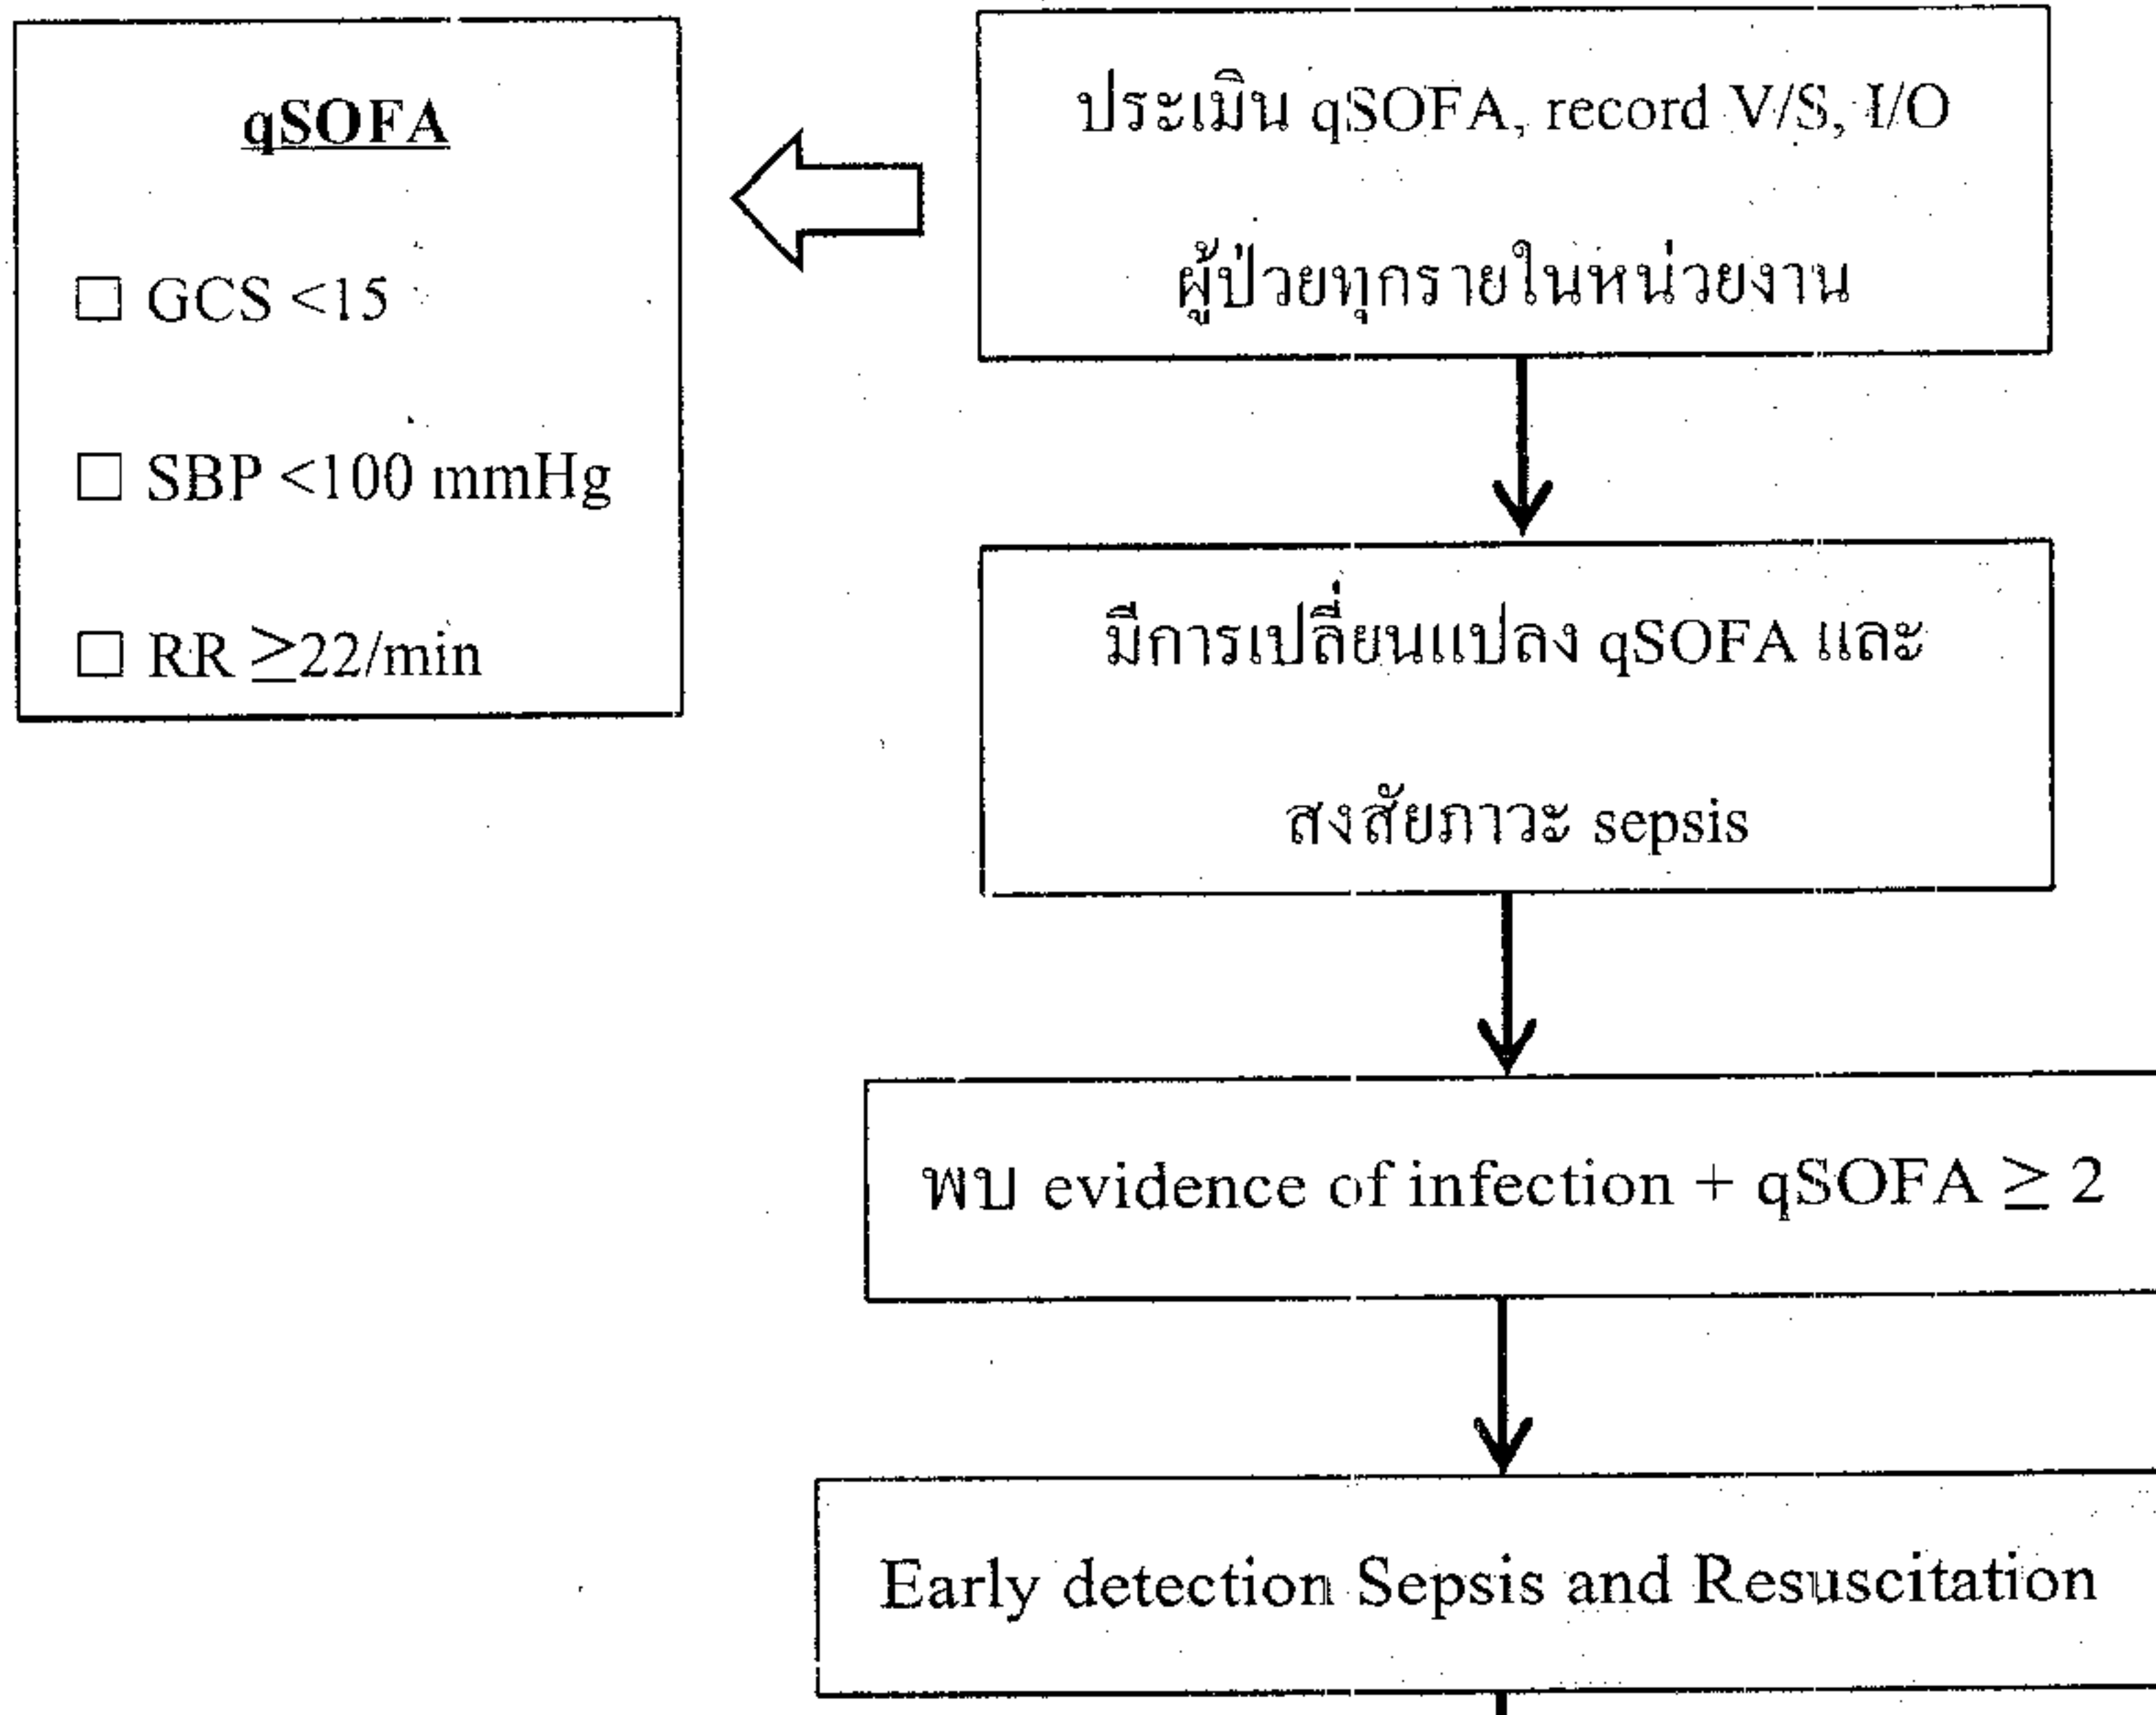 qSOFA
☐ GCS <15
☐ SBP <100 mmHg
☐ RR ≥22/min
ประเมิน qSOFA, record V/S, I/O
ผู้ป่วยทุกรายในหน่วยงาน
มีการเปลี่ยนแปลง qSOFA และ
สงสัยภาวะ sepsis
พบ evidence of infection + qSOFA ≥ 2
Early detection Sepsis and Resuscitation